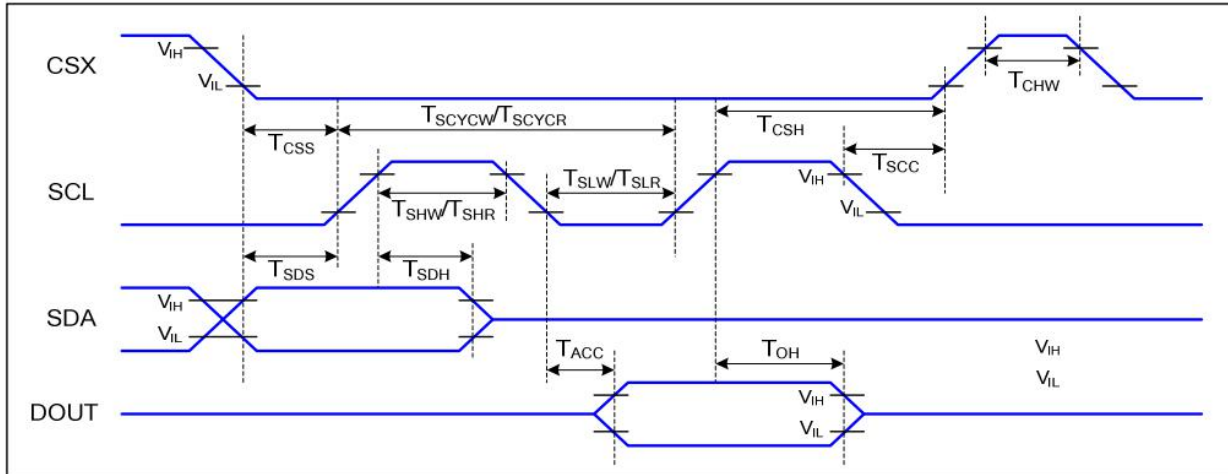 CSX
VIH
VIL
TCHW
TSCYCW/TSCYCR
TCSS
TCSH
TSCC
SCL
TSLW/TSLR
VIH
TSHW/TSHR
VIL
TSDS
TSDH
SDA
VIH
VIL
TACC
TOH
VIH
VIL
DOUT
VIH
VIL